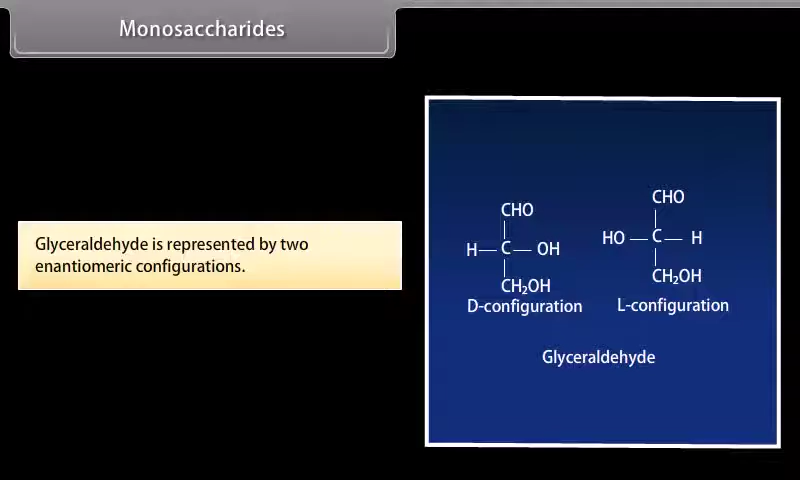 Monosaccharides
Glyceraldehyde is represented by two
enantiomeric configurations.
CHO
H—C—OH
CH₂OH
D-configuration
CHO
HO—C—H
CH₂OH
L-configuration
Glyceraldehyde